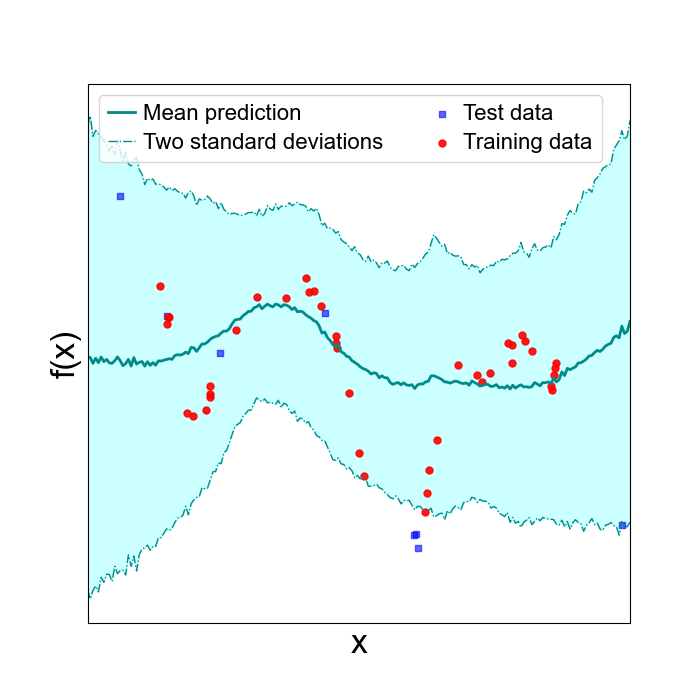 Mean prediction
Two standard deviations
Test data
Training data
f(x)
x